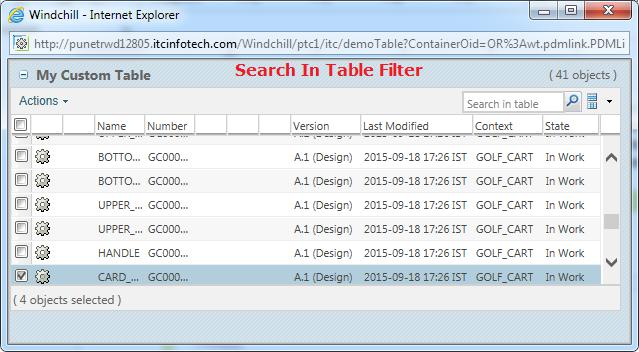 Windchill - Internet Explorer
http://punetrwd12805.itcinfotech.com/Windchill/ptc1/itc/demoTable?ContainerOid=OR%3Awt.pdmlink.PDMLi
My Custom Table Search In Table Filter ( 41 objects )
Actions Search in table
Name Number Version Last Modified Context State
BOTTO... GC000... A.1 (Design) 2015-09-18 17:26 IST GOLF_CART In Work
BOTTO... GC000... A.1 (Design) 2015-09-18 17:26 IST GOLF_CART In Work
UPPER_... GC000... A.1 (Design) 2015-09-18 17:26 IST GOLF_CART In Work
UPPER_... GC000... A.1 (Design) 2015-09-18 17:26 IST GOLF_CART In Work
HANDLE GC000... A.1 (Design) 2015-09-18 17:26 IST GOLF_CART In Work
CARD_... GC000... A.1 (Design) 2015-09-18 17:26 IST GOLF_CART In Work
( 4 objects selected )